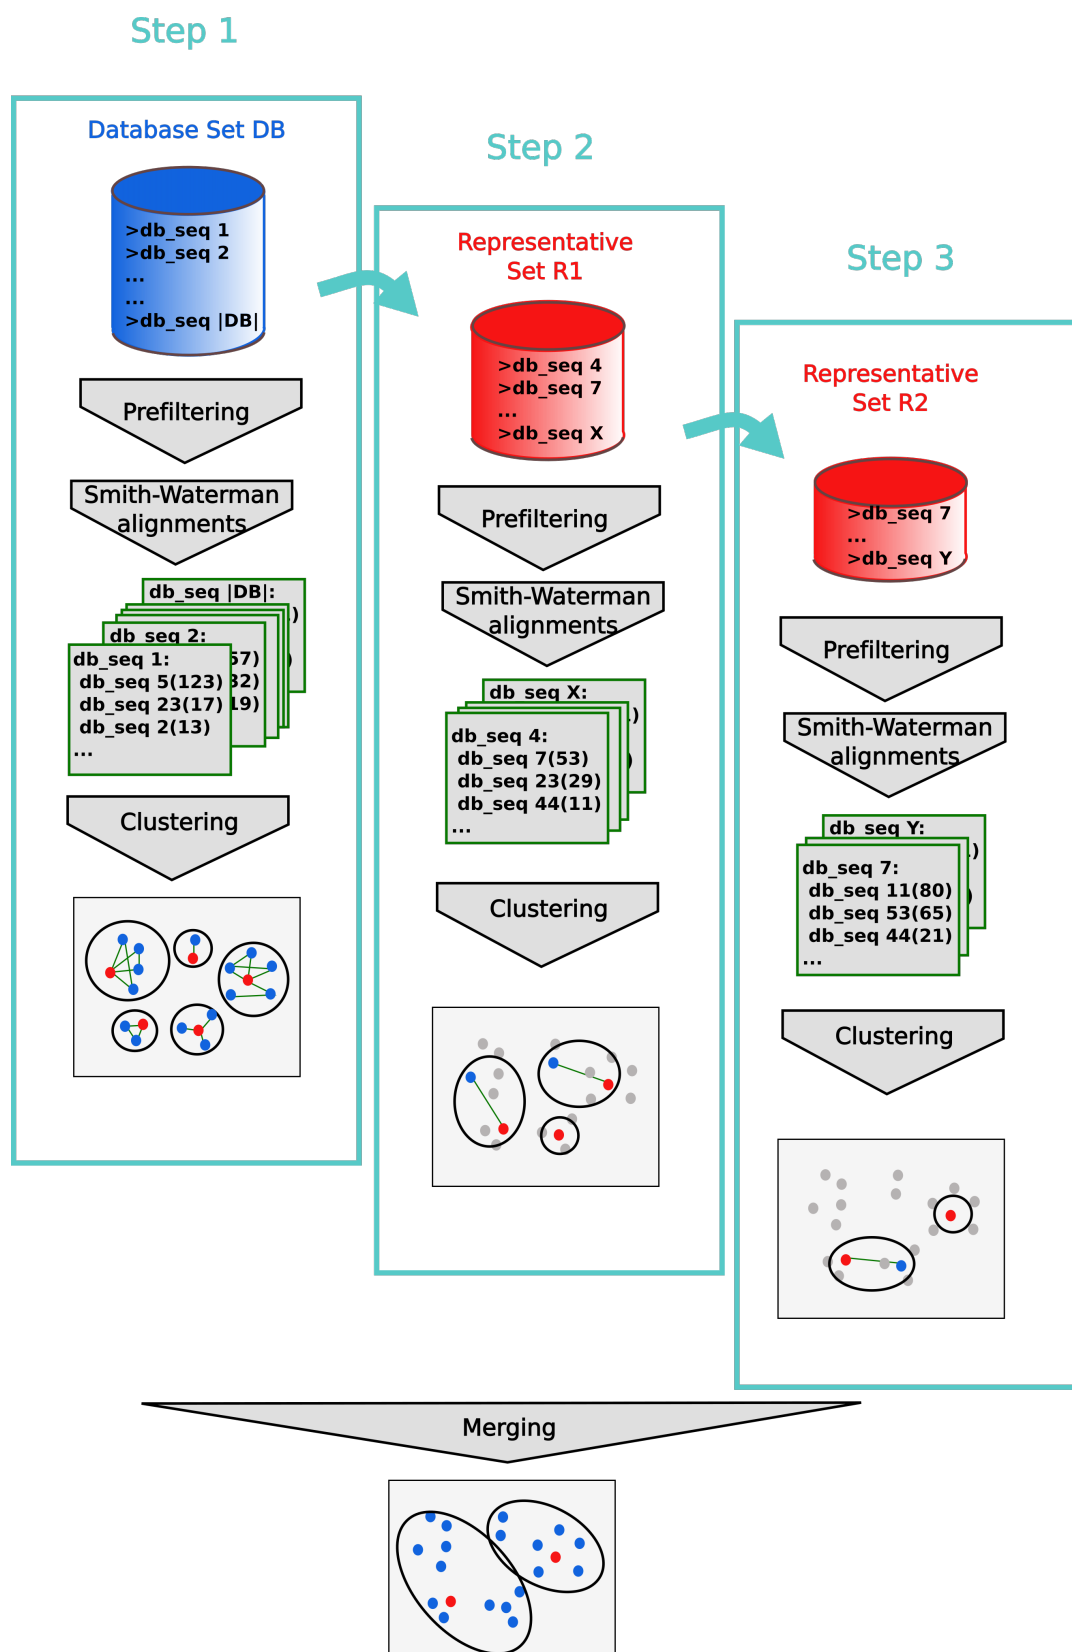 Step 1
Database Set DB
>db_seq 1
>db_seq 2
...
...
>db_seq |DB|
Prefiltering
Smith-Waterman
alignments
db_seq |DB|:
db_seq 2:
57)
32)
19)
db_seq 1:
db_seq 5(123)
db_seq 23(17)
db_seq 2(13)
...
Clustering
Step 2
Representative
Set R1
>db_seq 4
>db_seq 7
...
>db_seq X
Prefiltering
Smith-Waterman
alignments
db_seq X:
db_seq 4:
db_seq 7(53)
db_seq 23(29)
db_seq 44(11)
...
Clustering
Step 3
Representative
Set R2
>db_seq 7
...
>db_seq Y
Prefiltering
Smith-Waterman
alignments
db_seq Y:
db_seq 7:
db_seq 11(80)
db_seq 53(65)
db_seq 44(21)
...
Clustering
Merging